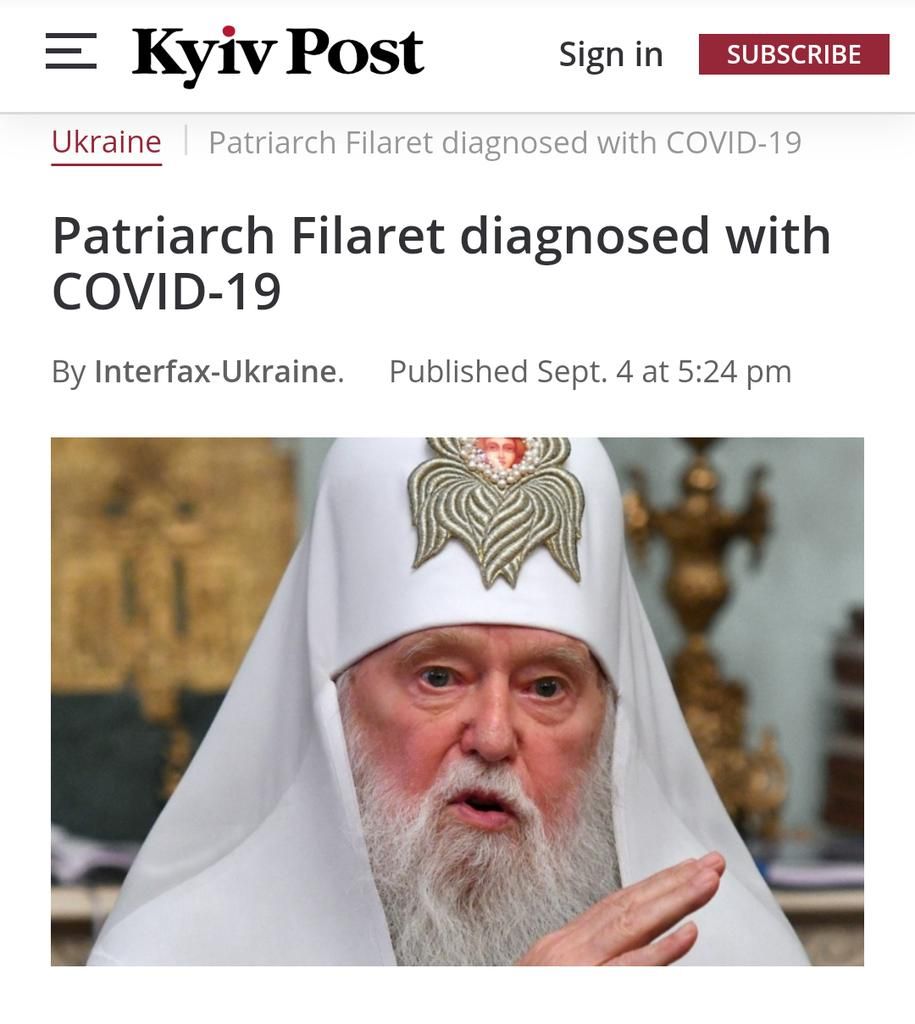 Kyiv Post
Sign in
SUBSCRIBE
Ukraine
Patriarch Filaret diagnosed with COVID-19
Patriarch Filaret diagnosed with
COVID-19
By Interfax-Ukraine.
Published Sept. 4 at 5:24 pm